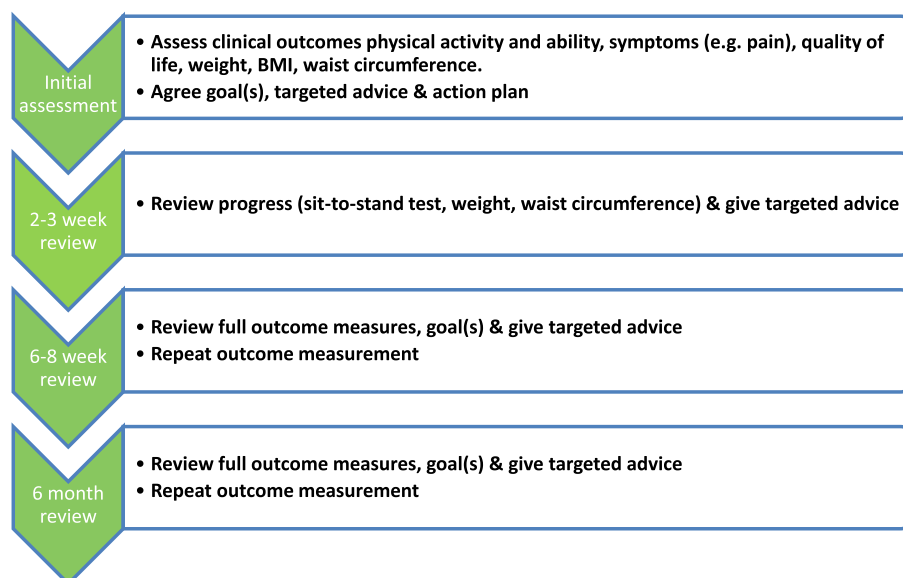 Initial
assessment
• Assess clinical outcomes physical activity and ability, symptoms (e.g. pain), quality of
life, weight, BMI, waist circumference.
• Agree goal(s), targeted advice & action plan
2-3 week
review
• Review progress (sit-to-stand test, weight, waist circumference) & give targeted advice
6-8 week
review
• Review full outcome measures, goal(s) & give targeted advice
• Repeat outcome measurement
6 month
review
• Review full outcome measures, goal(s) & give targeted advice
• Repeat outcome measurement